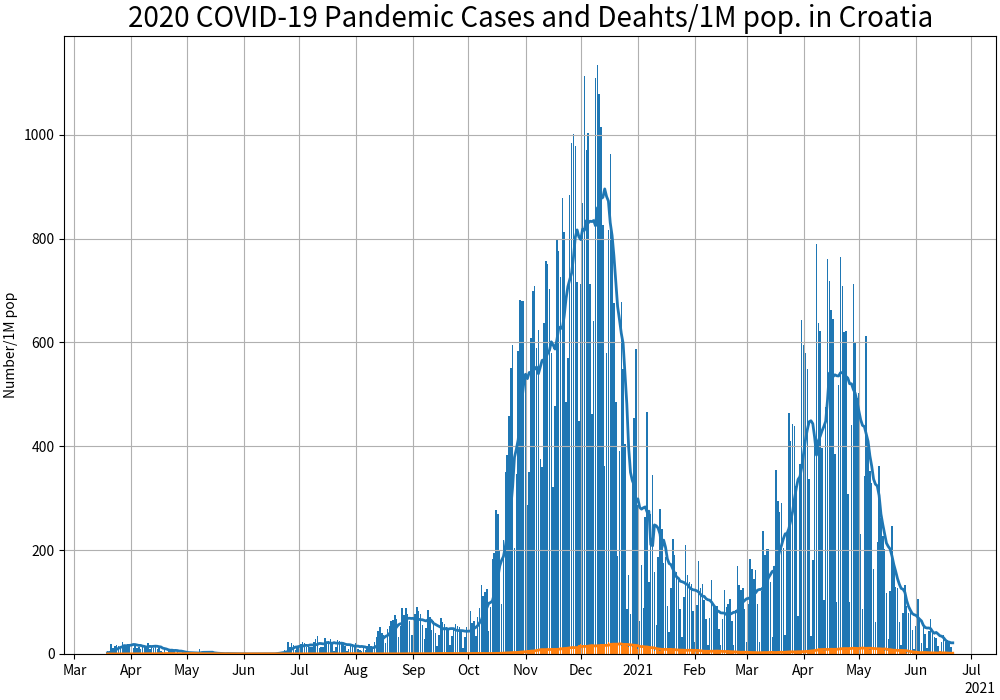 2020 COVID-19 Pandemic Cases and Deahts/1M pop. in Croatia
Number/1M pop
1000
800
600
400
200
0
Mar Apr May Jun Jul Aug Sep Oct Nov Dec 2021 Feb Mar Apr May Jun Jul
2021